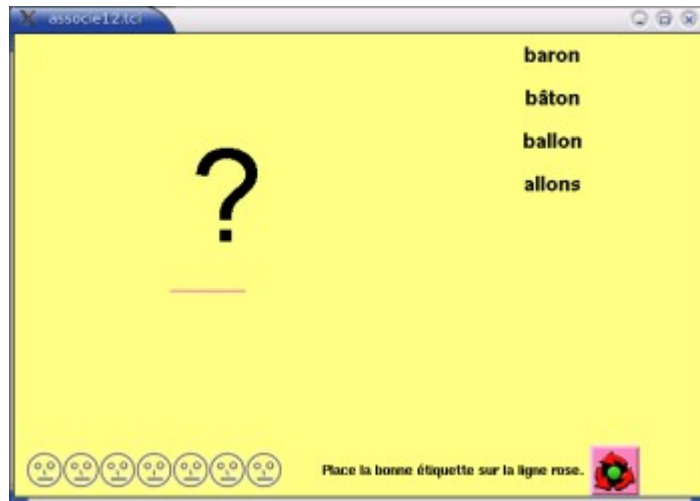 associe12.tcl
baron
bâton
ballon
allons
?
Place la bonne étiquette sur la ligne rose.